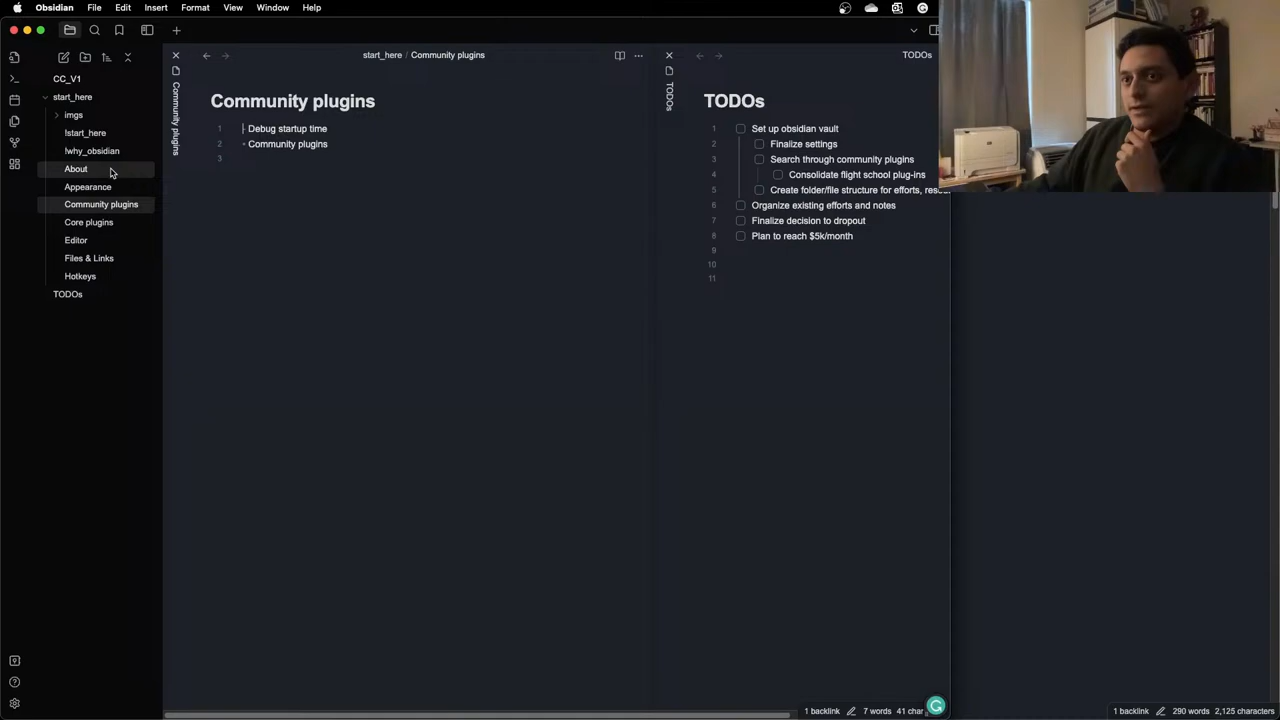 Obsidian File Edit Insert Format View Window Help
CC_V1
start_here
imgs
!start_here
!why_obsidian
About
Appearance
Community plugins
Core plugins
Editor
Files & Links
Hotkeys
TODOs
Community plugins
start_here / Community plugins
Community plugins
1 Debug startup time
2 - Community plugins
3
1 backlink 7 words 41 char
TODOs
TODOs
TODOs
1 Set up obsidian vault
2 Finalize settings
3 Search through community plugins
4 Consolidate flight school plug-ins
5 Create folder/file structure for efforts,
6 Organize existing efforts and notes
7 Finalize decision to dropout
8 Plan to reach $5k/month
9
10
11
1 backlink 290 words 2,125 characters